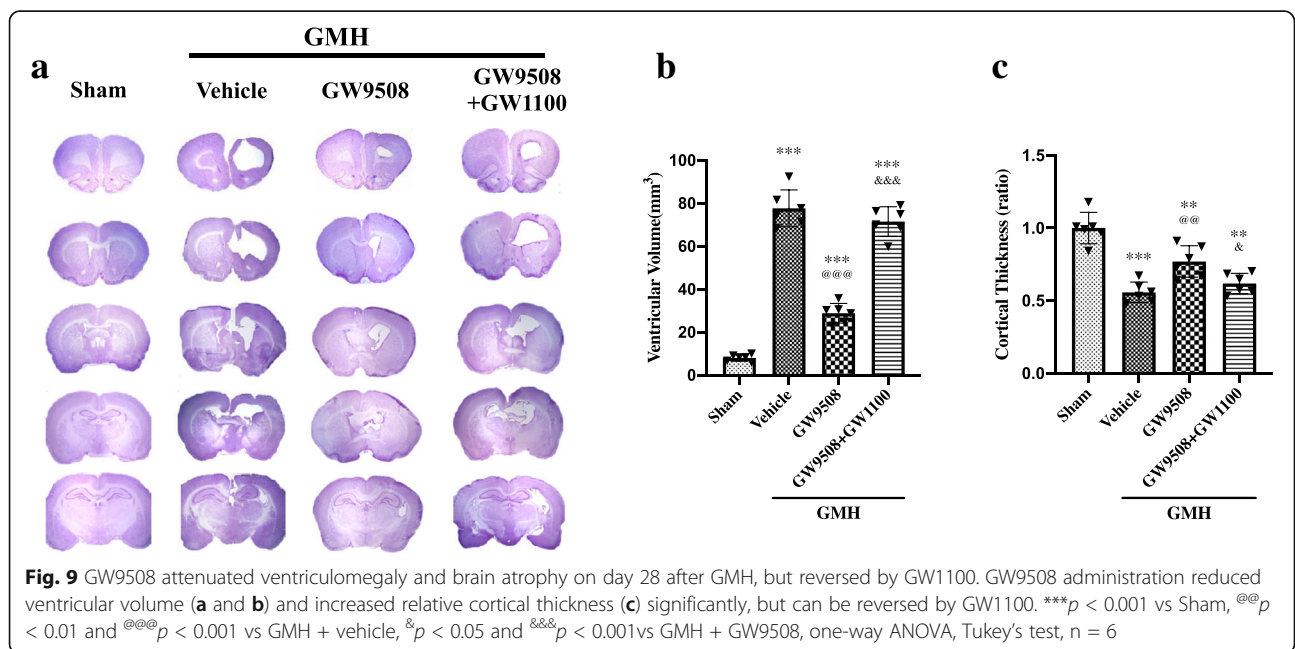 GMH
a
Sham Vehicle GW9508 GW9508
+GW1100
b
Ventricular Volume(mm³)
100
80
60
40
20
0
***
***
@@@
***
&&&
Sham
Vehicle
GW9508
GW9508+GW1100
GMH
c
Cortical Thickness (ratio)
1.5
1.0
0.5
0.0
***
**
@@
**
&
Sham
Vehicle
GW9508
GW9508+GW1100
GMH
Fig. 9 GW9508 attenuated ventriculomegaly and brain atrophy on day 28 after GMH, but reversed by GW1100. GW9508 administration reduced
ventricular volume (a and b) and increased relative cortical thickness (c) significantly, but can be reversed by GW1100. ***p < 0.001 vs Sham, @@p
< 0.01 and @@@p < 0.001 vs GMH + vehicle, &p < 0.05 and &&&p < 0.001vs GMH + GW9508, one-way ANOVA, Tukey’s test, n = 6